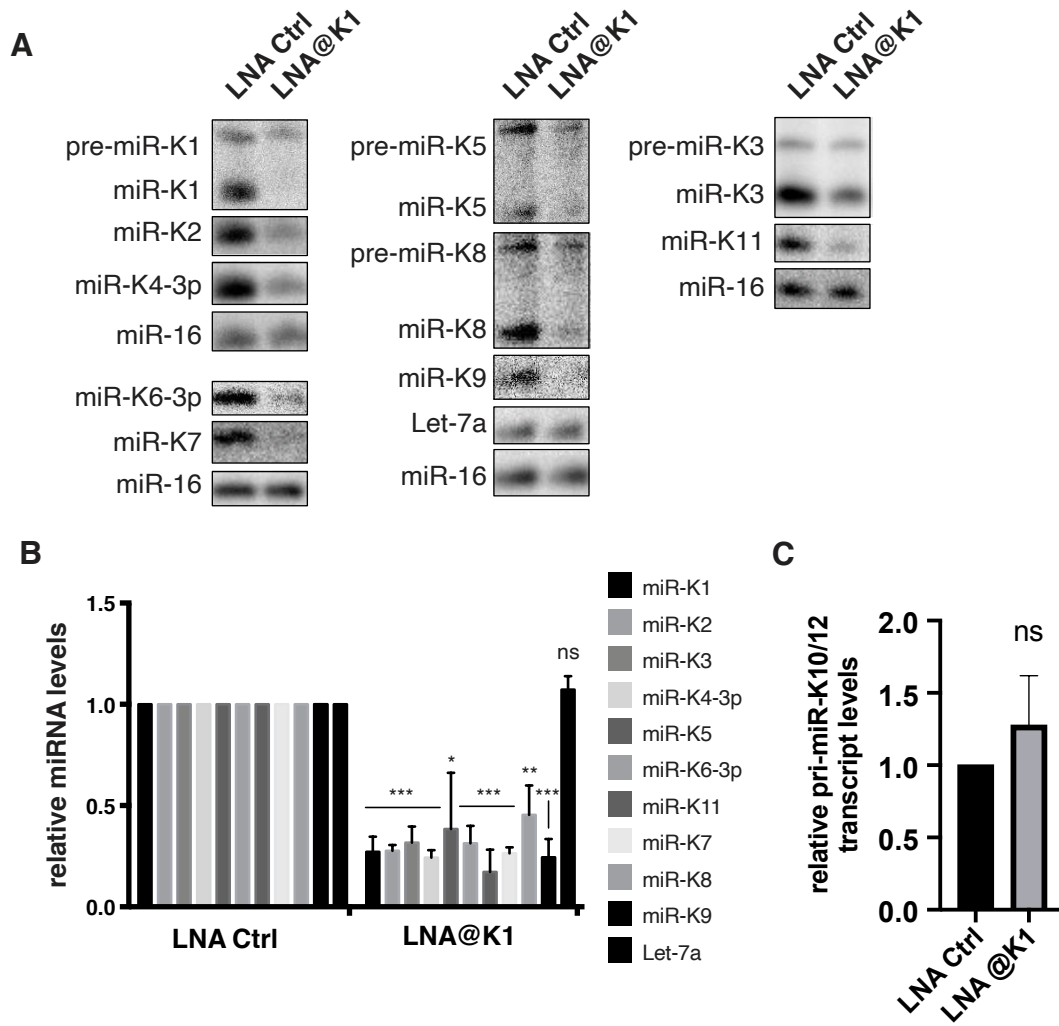 A
LNA Ctrl
LNA@K1
pre-miR-K1
miR-K1
miR-K2
miR-K4-3p
miR-16
miR-K6-3p
miR-K7
miR-16
LNA Ctrl
LNA@K1
pre-miR-K5
miR-K5
pre-miR-K8
miR-K8
miR-K9
Let-7a
miR-16
LNA Ctrl
LNA@K1
pre-miR-K3
miR-K3
miR-K11
miR-16
B
relative miRNA levels
1.5
1.0
0.5
0.0
***
*
***
**
***
ns
LNA Ctrl
LNA@K1
miR-K1
miR-K2
miR-K3
miR-K4-3p
miR-K5
miR-K6-3p
miR-K11
miR-K7
miR-K8
miR-K9
Let-7a
C
relative pri-miR-K10/12
transcript levels
2.0
1.5
1.0
0.5
0.0
ns
LNA Ctrl
LNA @K1